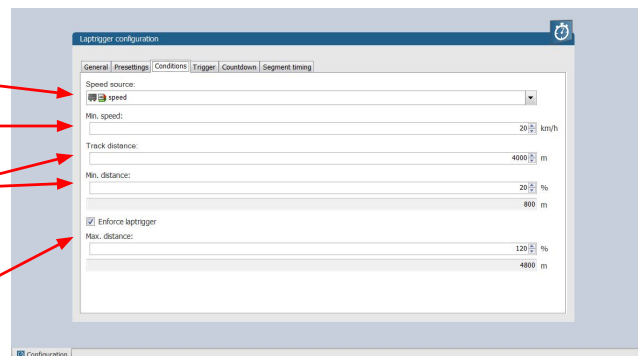 Laptrigger configuration
General Presettings Conditions Trigger Countdown Segment timing
Speed source:
speed
Min. speed:
20 km/h
Track distance:
4000 m
Min. distance:
20 %
800 m
Enforce laptrigger
Max. distance:
120 %
4800 m
Configuration